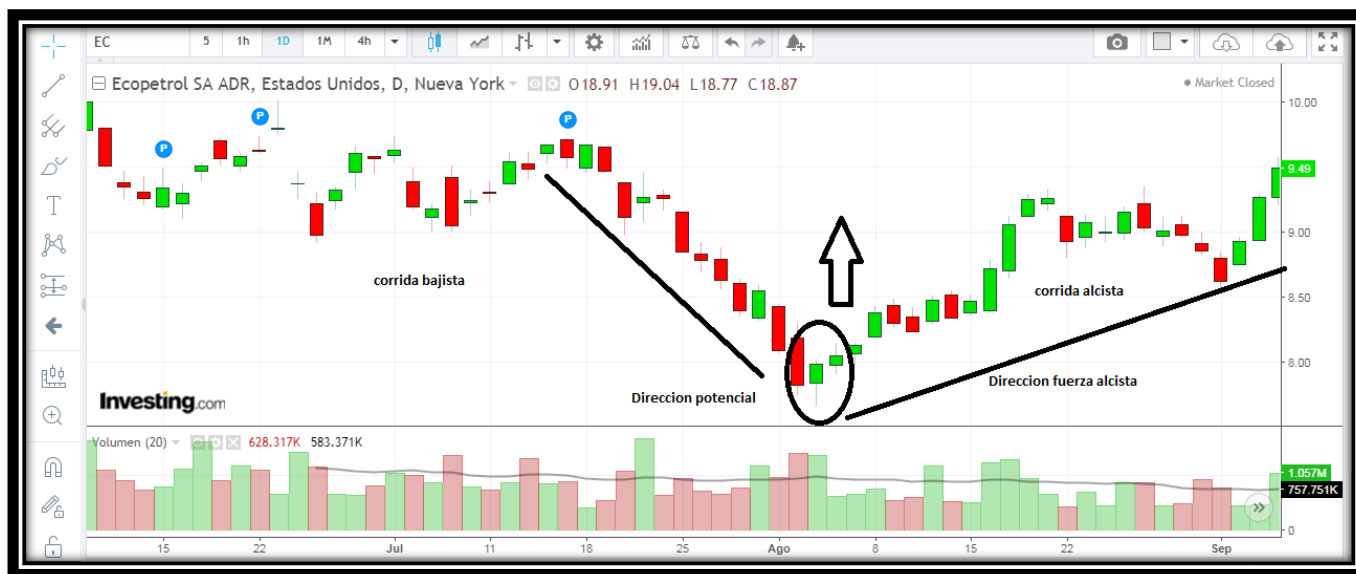 EC 5 1h 1D 1M 4h
Ecopetrol SA ADR, Estados Unidos, D, Nueva York O18.91 H19.04 L18.77 C18.87
Market Closed
10.00
P P P
9.49
9.00
corrida bajista
corrida alcista
8.50
8.00
Direccion fuerza alcista
Direccion potencial
Investing.com
Volumen (20) 628.317K 583.371K
1.057M
757.751K
0
15 22 Jul 11 18 25 Ago 8 15 22 Sep